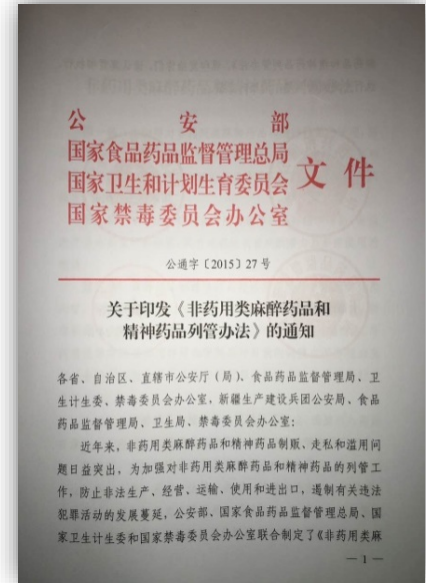 公安部
国家食品药品监督管理总局
国家卫生和计划生育委员会
国家禁毒委员会办公室
文件
公通字〔2015〕27号
关于印发《非药用类麻醉药品和
精神药品列管办法》的通知
各省、自治区、直辖市公安厅（局）、食品药品监督管理局、卫
生计生委、禁毒委员会办公室，新疆生产建设兵团公安局、食品
药品监督管理局、卫生局、禁毒委员会办公室：
近年来，非药用类麻醉药品和精神药品制贩、走私和滥用问
题日益突出，为加强对非药用类麻醉药品和精神药品的列管工
作，防止非法生产、经营、运输、使用和进出口，遏制有关违法
犯罪活动的发展蔓延，公安部、国家食品药品监督管理总局、国
家卫生计生委和国家禁毒委员会办公室联合制定了《非药用类麻
—1—